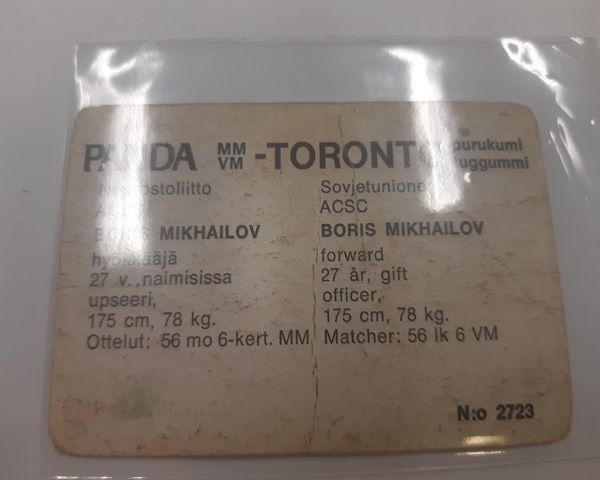 PANDA MM VM -TORONTO purukumi tuggummi
Neuvostoliitto
BORIS MIKHAILOV
hyökkääjä
27 v., naimisissa
upseeri,
175 cm, 78 kg.
Ottelut: 56 mo 6-kert. MM
Sovjetunione
ACSC
BORIS MIKHAILOV
forward
27 år, gift
officer,
175 cm, 78 kg.
Matcher: 56 lk 6 VM
N:o 2723